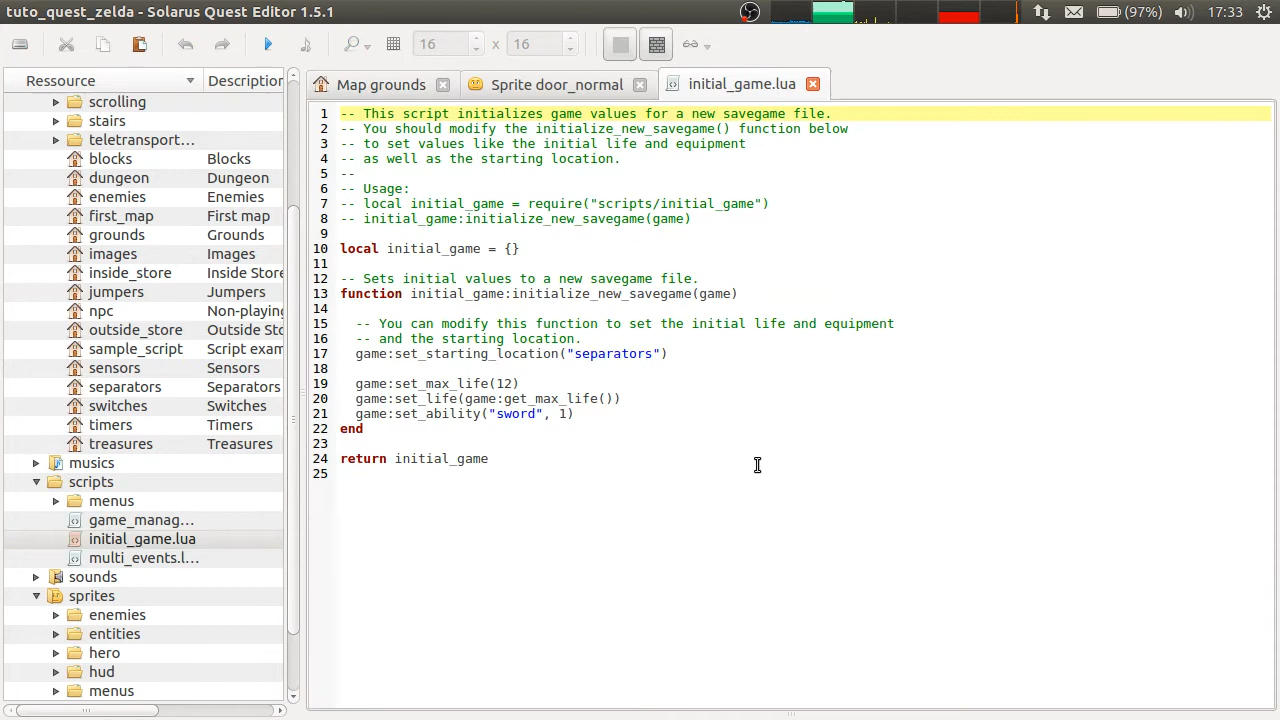 tuto_quest_zelda - Solarus Quest Editor 1.5.1
(97%)
17:33
16 x 16
Ressource Description
Map grounds
Sprite door_normal
initial_game.lua
scrolling
stairs
teletransport...
blocks Blocks
dungeon Dungeon
enemies Enemies
first_map First map
grounds Grounds
images Images
inside_store Inside Store
jumpers Jumpers
npc Non-playing
outside_store Outside Sto
sample_script Script exam
sensors Sensors
separators Separators
switches Switches
timers Timers
treasures Treasures
musics
scripts
menus
game_manag...
initial_game.lua
multi_events.l...
sounds
sprites
enemies
entities
hero
hud
menus
1 -- This script initializes game values for a new savegame file.
2 -- You should modify the initialize_new_savegame() function below
3 -- to set values like the initial life and equipment
4 -- as well as the starting location.
5 --
6 -- Usage:
7 -- local initial_game = require("scripts/initial_game")
8 -- initial_game:initialize_new_savegame(game)
9
10 local initial_game = {}
11
12 -- Sets initial values to a new savegame file.
13 function initial_game:initialize_new_savegame(game)
14
15   -- You can modify this function to set the initial life and equipment
16   -- and the starting location.
17   game:set_starting_location("separators")
18
19   game:set_max_life(12)
20   game:set_life(game:get_max_life())
21   game:set_ability("sword", 1)
22 end
23
24 return initial_game
25